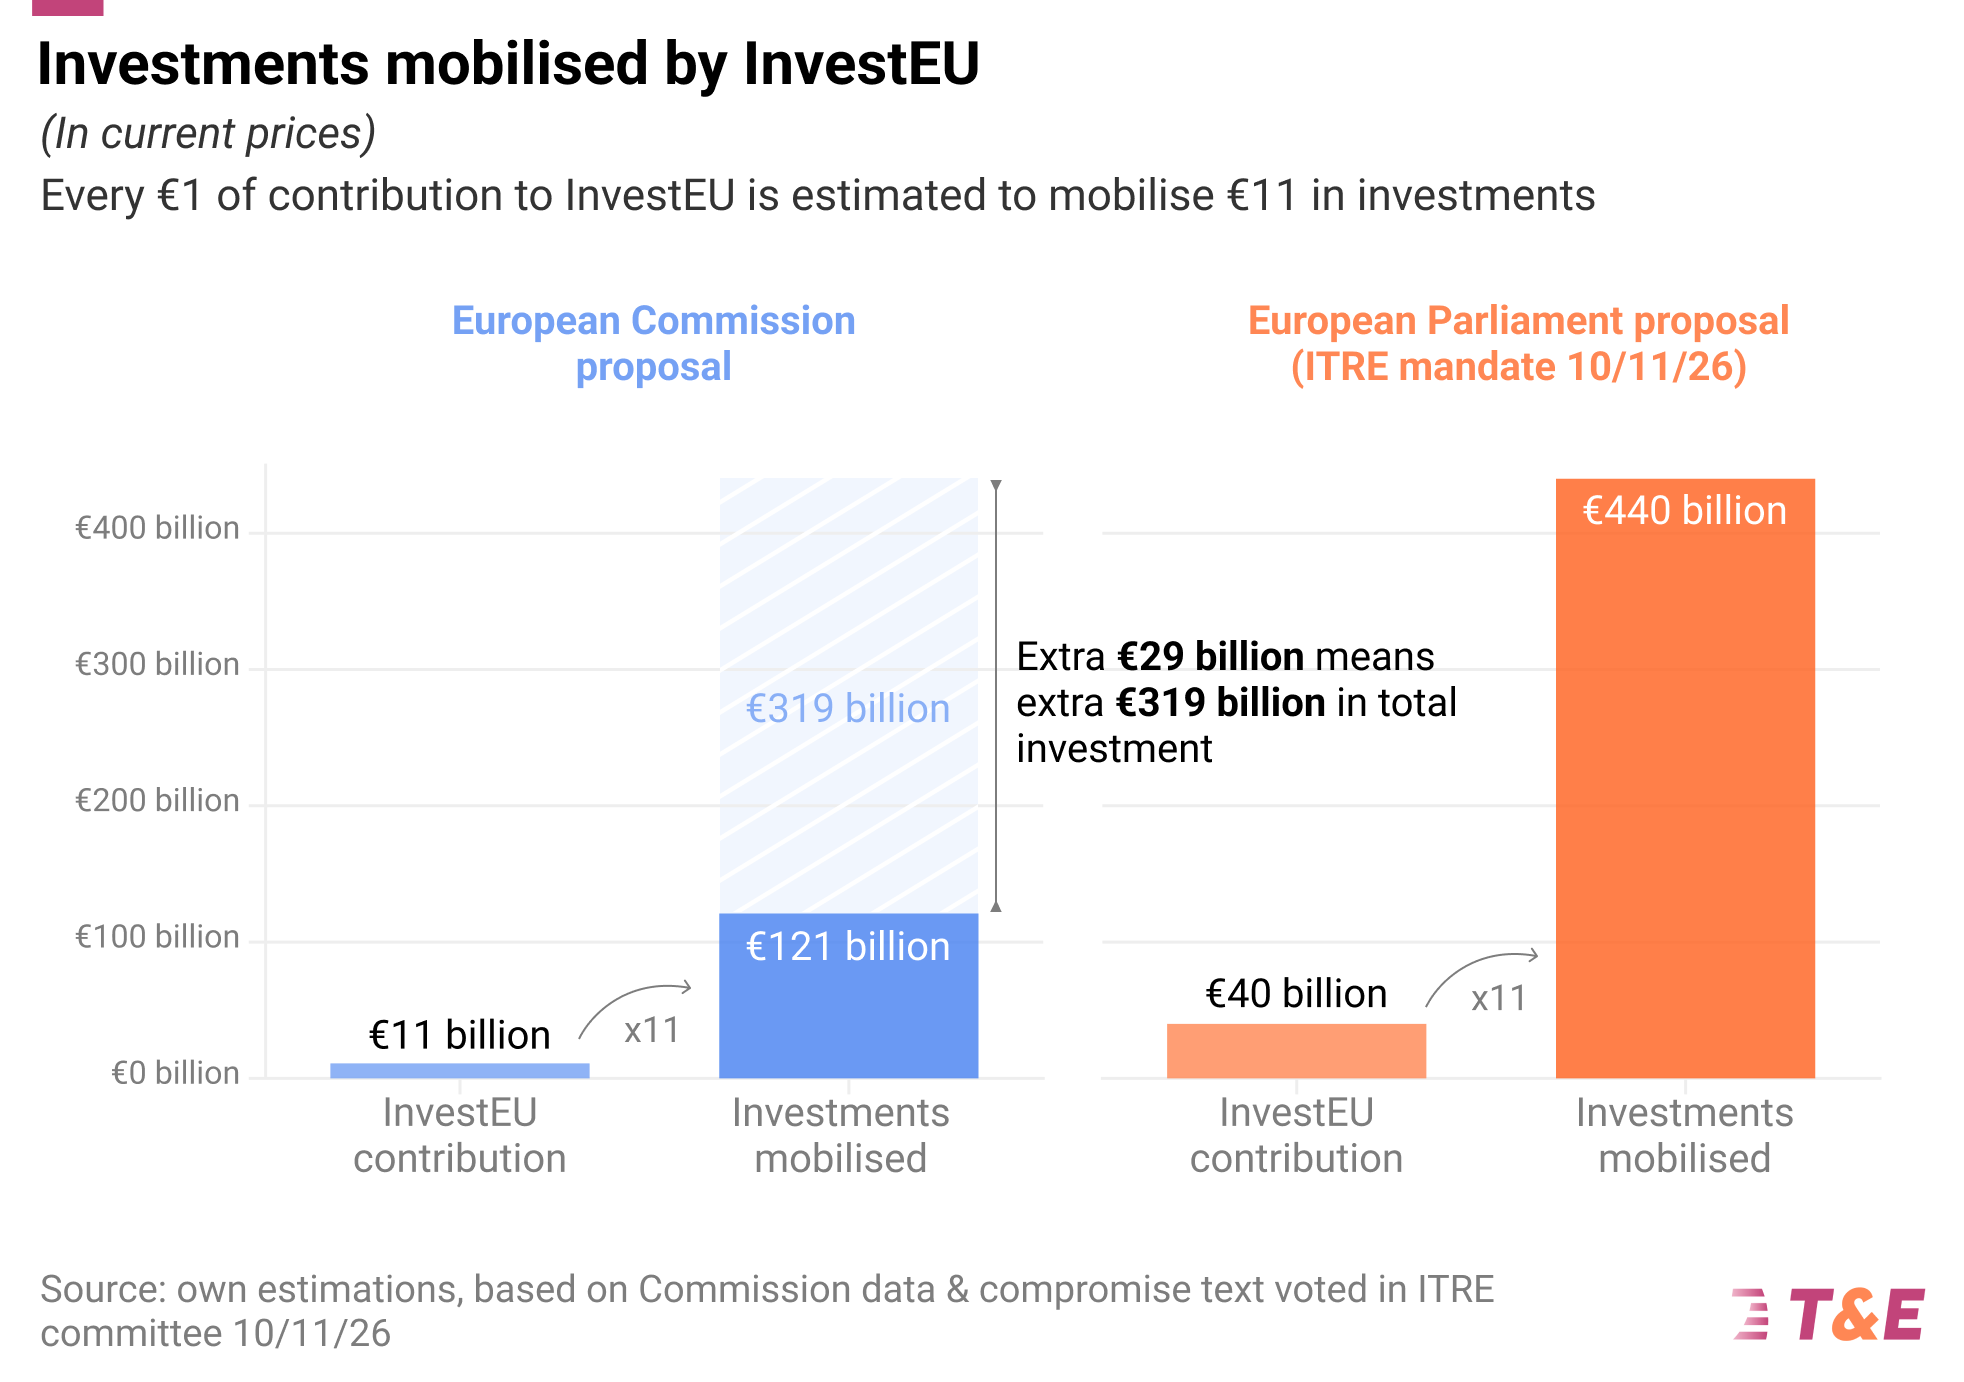 Investments mobilised by InvestEU
(In current prices)
Every €1 of contribution to InvestEU is estimated to mobilise €11 in investments
European Commission
proposal
European Parliament proposal
(ITRE mandate 10/11/26)
€400 billion
€300 billion
€200 billion
€100 billion
€0 billion
€11 billion
x11
€319 billion
€121 billion
Extra €29 billion means
extra €319 billion in total
investment
€40 billion
x11
€440 billion
InvestEU
contribution
Investments
mobilised
InvestEU
contribution
Investments
mobilised
Source: own estimations, based on Commission data & compromise text voted in ITRE
committee 10/11/26
T&E